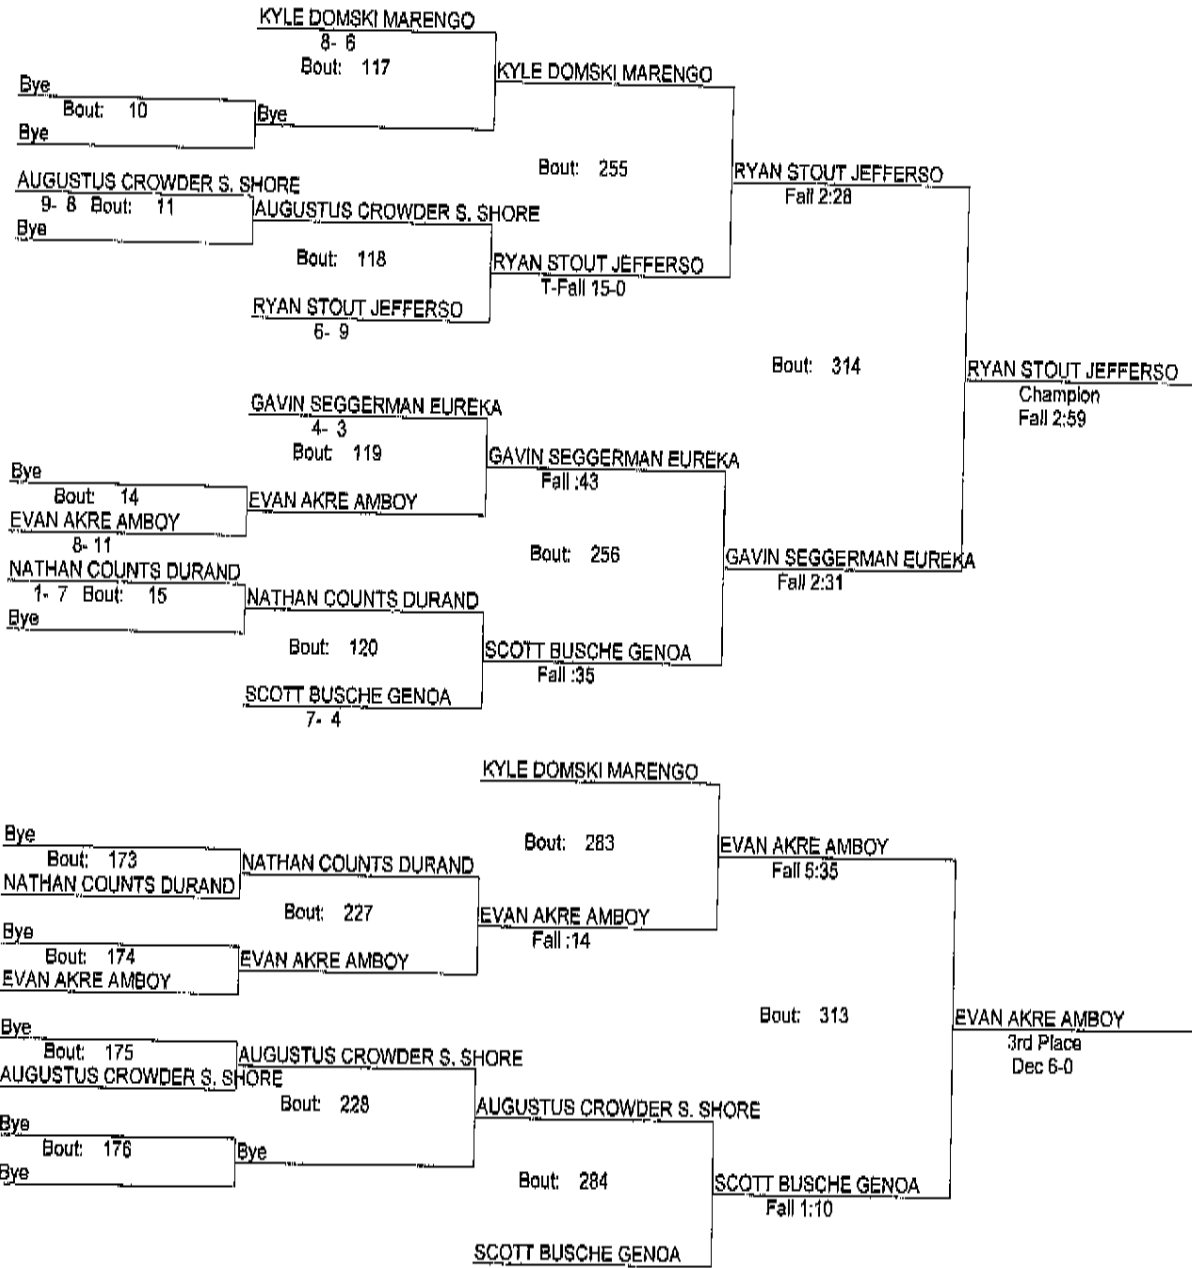 KYLE DOMSKI MARENGO
8- 6
Bout: 117
KYLE DOMSKI MARENGO
Bye
Bout: 10
Bye
Bye
Bout: 255
RYAN STOUT JEFFERSO
Fall 2:28
AUGUSTUS CROWDER S. SHORE
9- 8 Bout: 11
AUGUSTUS CROWDER S. SHORE
Bye
Bout: 118
RYAN STOUT JEFFERSO
T-Fall 15-0
RYAN STOUT JEFFERSO
6- 9
Bout: 314
RYAN STOUT JEFFERSO
Champion
Fall 2:59
GAVIN SEGGERMAN EUREKA
4- 3
Bout: 119
GAVIN SEGGERMAN EUREKA
Fall :43
Bye
Bout: 14
EVAN AKRE AMBOY
EVAN AKRE AMBOY
8- 11
Bout: 256
GAVIN SEGGERMAN EUREKA
Fall 2:31
NATHAN COUNTS DURAND
1- 7 Bout: 15
NATHAN COUNTS DURAND
Bye
Bout: 120
SCOTT BUSCHE GENOA
Fall :35
SCOTT BUSCHE GENOA
7- 4
KYLE DOMSKI MARENGO
Bout: 283
EVAN AKRE AMBOY
Fall 5:35
Bye
Bout: 173
NATHAN COUNTS DURAND
NATHAN COUNTS DURAND
Bout: 227
EVAN AKRE AMBOY
Fall :14
Bye
Bout: 174
EVAN AKRE AMBOY
EVAN AKRE AMBOY
Bout: 313
EVAN AKRE AMBOY
3rd Place
Dec 6-0
Bye
Bout: 175
AUGUSTUS CROWDER S. SHORE
AUGUSTUS CROWDER S. SHORE
Bout: 228
AUGUSTUS CROWDER S. SHORE
Bye
Bout: 176
Bye
Bye
Bout: 284
SCOTT BUSCHE GENOA
Fall 1:10
SCOTT BUSCHE GENOA